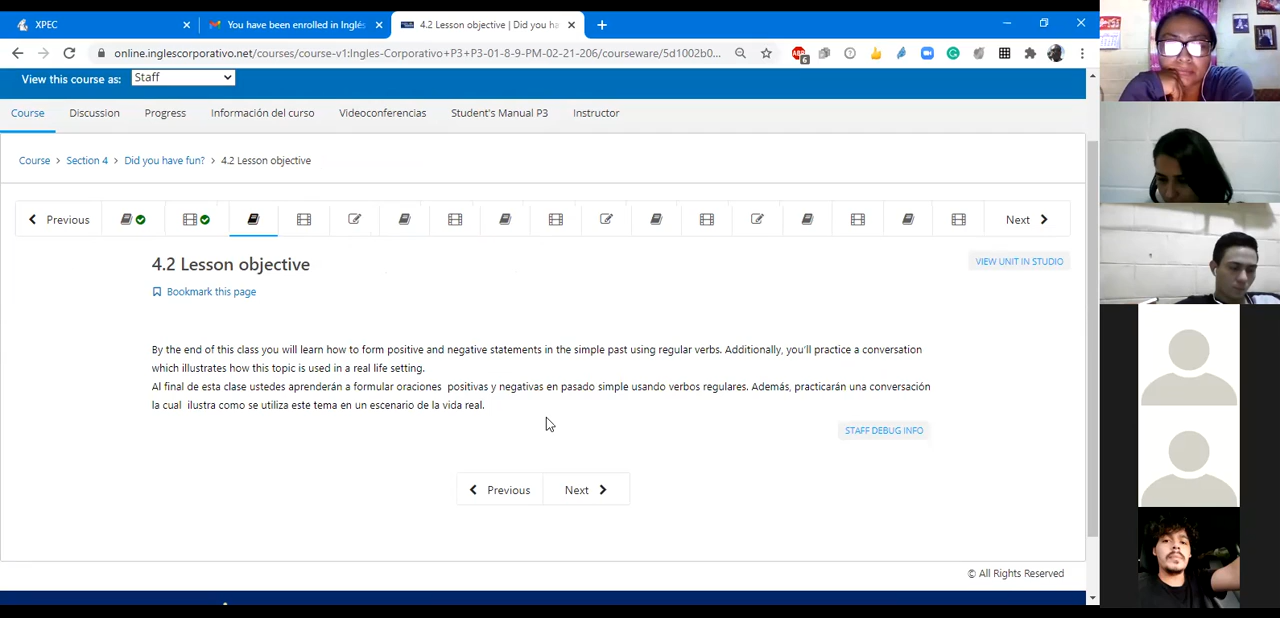 XPEC
You have been enrolled in Inglés
4.2 Lesson objective | Did you ha
online.inglescorporativo.net/courses/course-v1:Ingles-Corporativo+P3+P3-01-8-9-PM-02-21-206/courseware/5d1002b0...
ABP
6
View this course as:
Staff
Course
Discussion
Progress
Información del curso
Videoconferencias
Student's Manual P3
Instructor
Course > Section 4 > Did you have fun? > 4.2 Lesson objective
Previous
Next
4.2 Lesson objective
VIEW UNIT IN STUDIO
Bookmark this page
By the end of this class you will learn how to form positive and negative statements in the simple past using regular verbs. Additionally, you'll practice a conversation
which illustrates how this topic is used in a real life setting.
Al final de esta clase ustedes aprenderán a formular oraciones positivas y negativas en pasado simple usando verbos regulares. Además, practicarán una conversación
la cual ilustra como se utiliza este tema en un escenario de la vida real.
STAFF DEBUG INFO
Previous
Next
© All Rights Reserved